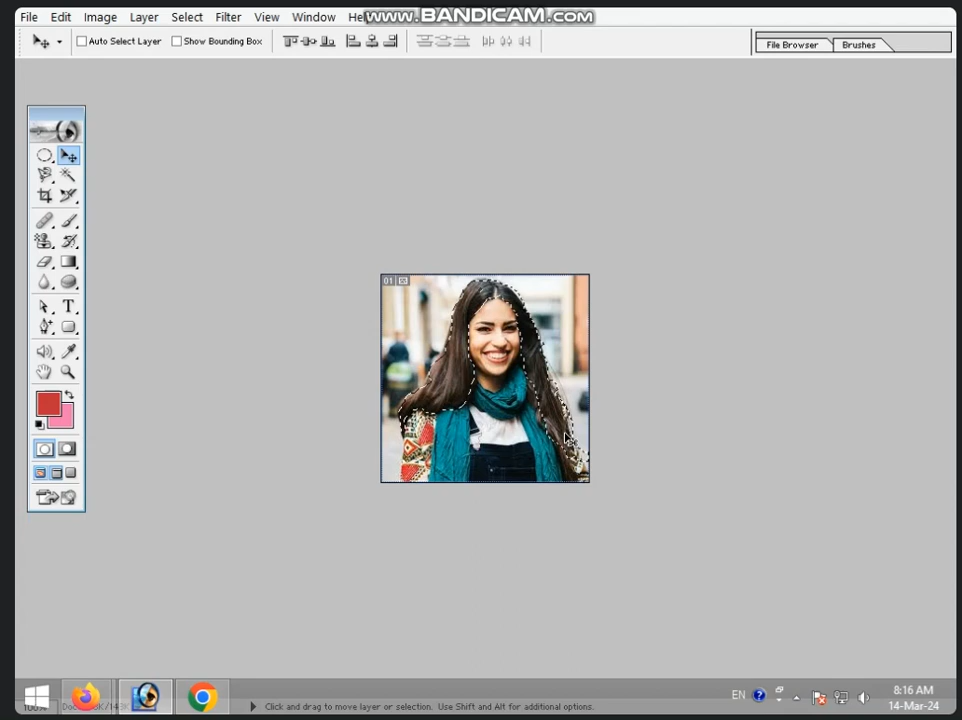 File Edit Image Layer Select Filter View Window He
www.BANDICAM.com
Auto Select Layer Show Bounding Box
File Browser Brushes
01
T
Click and drag to move layer or selection. Use Shift and Alt for additional options.
EN
8:16 AM
14-Mar-24